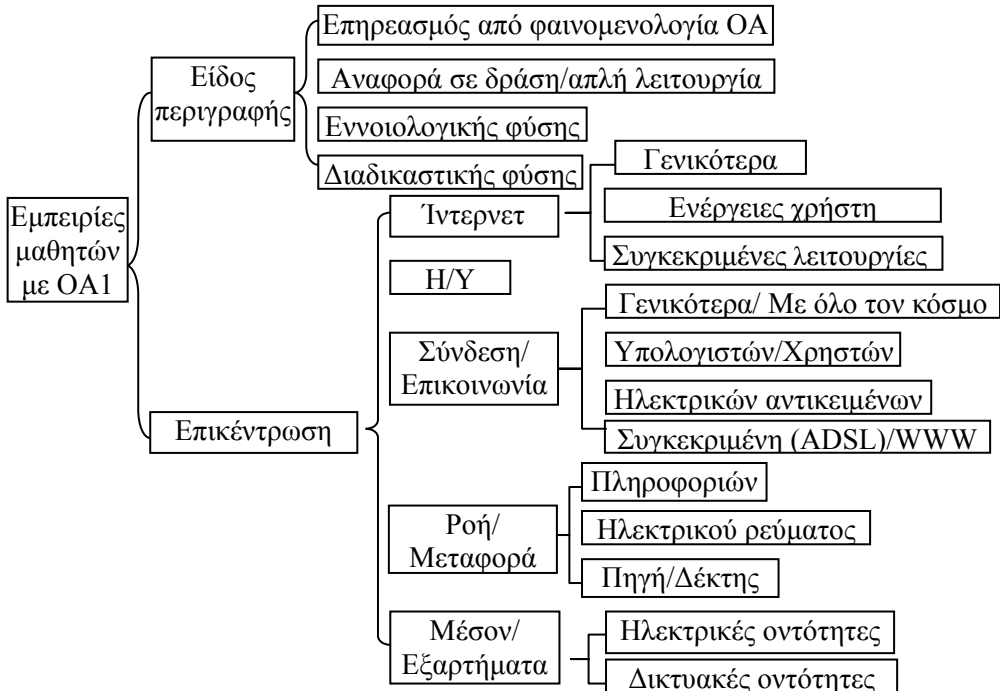 Εμπειρίες
μαθητών
με ΟΑ1
Είδος
περιγραφής
Επηρεασμός από φαινομενολογία ΟΑ
Αναφορά σε δράση/απλή λειτουργία
Εννοιολογικής φύσης
Διαδικαστικής φύσης
Επικέντρωση
Ίντερνετ
Γενικότερα
Ενέργειες χρήστη
Συγκεκριμένες λειτουργίες
Η/Υ
Σύνδεση/
Επικοινωνία
Γενικότερα/ Με όλο τον κόσμο
Υπολογιστών/Χρηστών
Ηλεκτρικών αντικειμένων
Συγκεκριμένη (ADSL)/WWW
Ροή/
Μεταφορά
Πληροφοριών
Ηλεκτρικού ρεύματος
Πηγή/Δέκτης
Μέσον/
Εξαρτήματα
Ηλεκτρικές οντότητες
Δικτυακές οντότητες